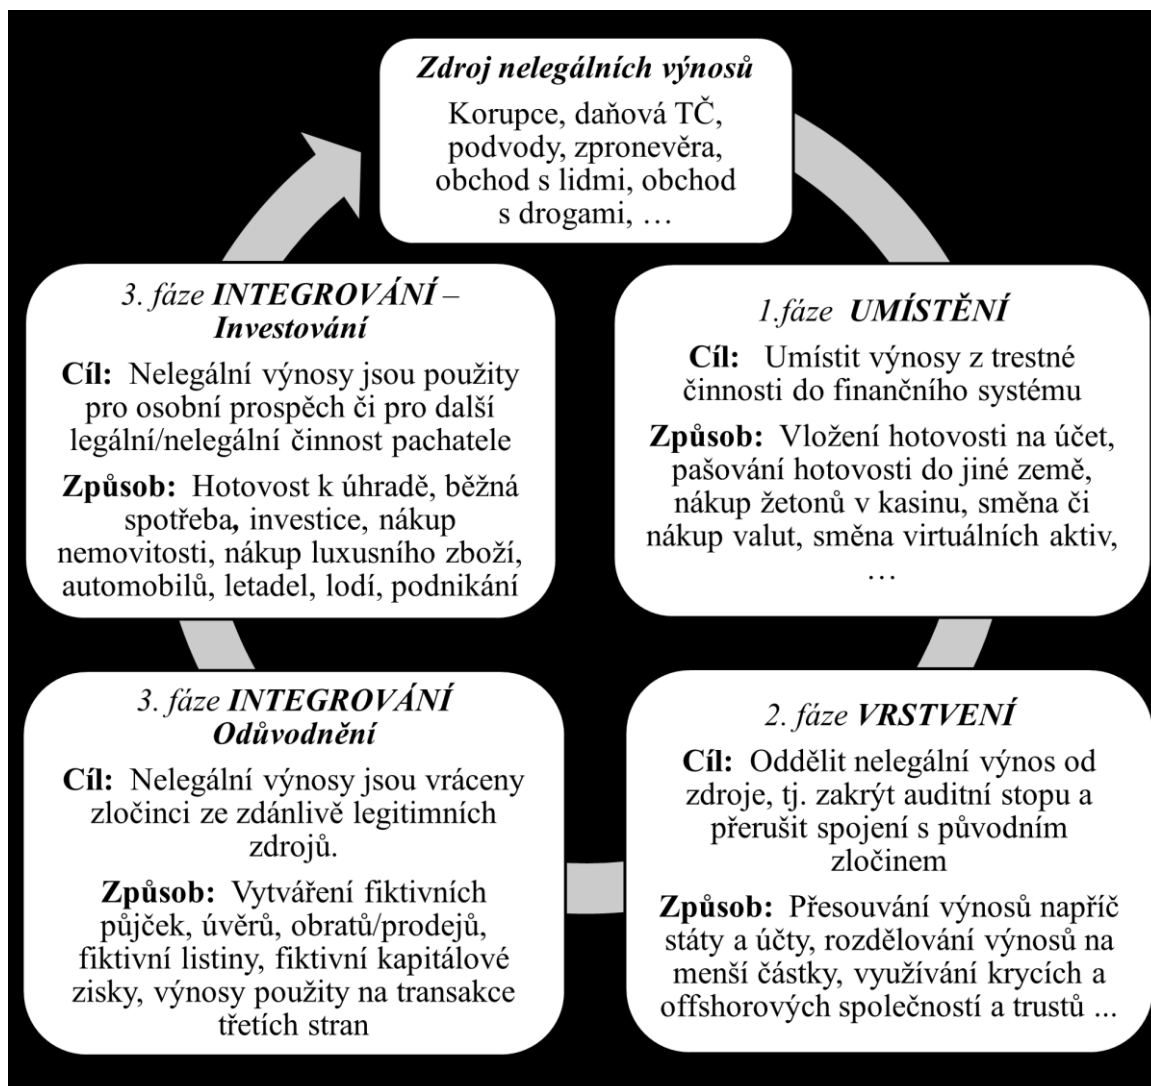 Zdroj nelegálních výnosů
Korupce, daňová TČ,
podvody, zpronevěra,
obchod s lidmi, obchod
s drogami, …
1.fáze UMÍSTĚNÍ
Cíl: Umístit výnosy z trestné
činnosti do finančního systému
Způsob: Vložení hotovosti na účet,
pašování hotovosti do jiné země,
nákup žetonů v kasinu, směna či
nákup valut, směna virtuálních aktiv,
…
2. fáze VRSTVENÍ
Cíl: Oddělit nelegální výnos od
zdroje, tj. zakrýt auditní stopu a
přerušit spojení s původním
zločinem
Způsob: Přesouvání výnosů napříč
státy a účty, rozdělování výnosů na
menší částky, využívání krycích a
offshorových společností a trustů ...
3. fáze INTEGROVÁNÍ
Odůvodnění
Cíl: Nelegální výnosy jsou vráceny
zločinci ze zdánlivě legitimních
zdrojů.
Způsob: Vytváření fiktivních
půjček, úvěrů, obratů/prodejů,
fiktivní listiny, fiktivní kapitálové
zisky, výnosy použity na transakce
třetích stran
3. fáze INTEGROVÁNÍ –
Investování
Cíl: Nelegální výnosy jsou použity
pro osobní prospěch či pro další
legální/nelegální činnost pachatele
Způsob: Hotovost k úhradě, běžná
spotřeba, investice, nákup
nemovitosti, nákup luxusního zboží,
automobilů, letadel, lodí, podnikání